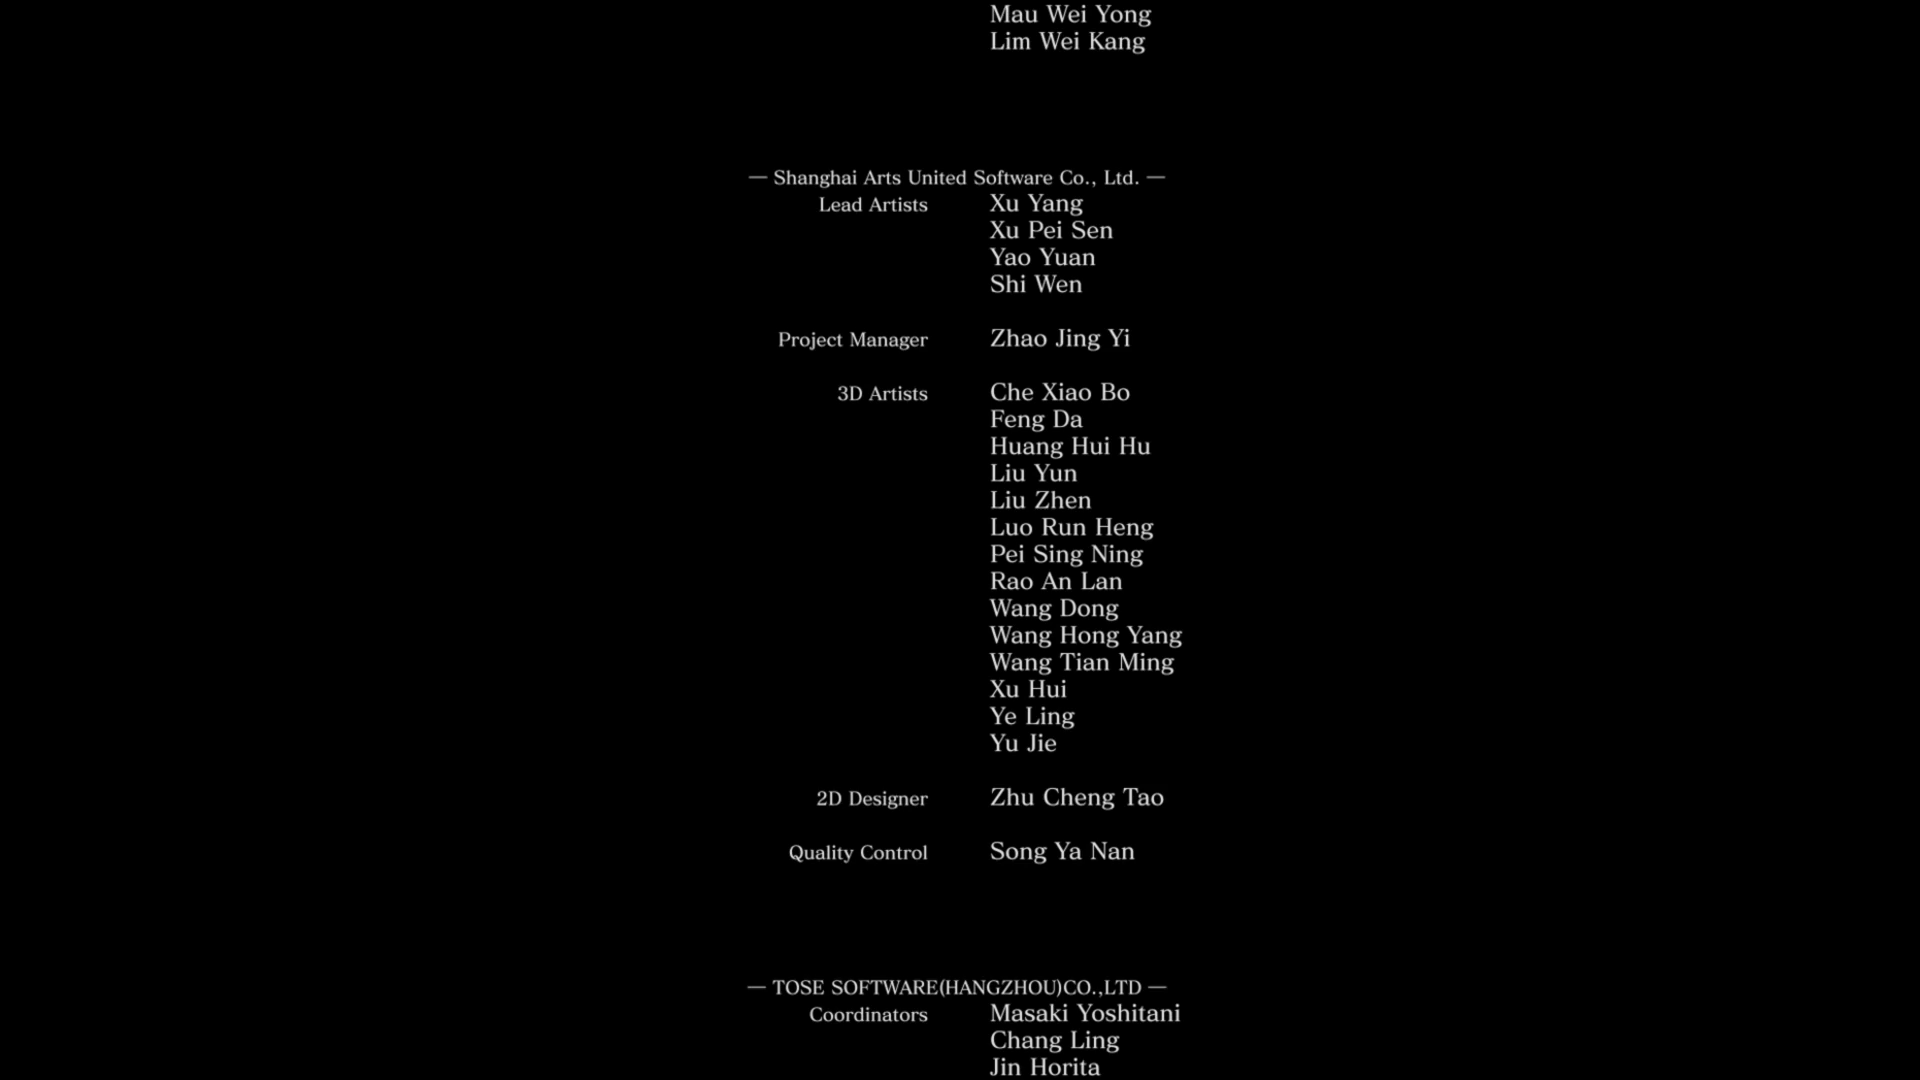 Mau Wei Yong
Lim Wei Kang
— Shanghai Arts United Software Co., Ltd. —
Lead Artists Xu Yang
Xu Pei Sen
Yao Yuan
Shi Wen
Project Manager Zhao Jing Yi
3D Artists Che Xiao Bo
Feng Da
Huang Hui Hu
Liu Yun
Liu Zhen
Luo Run Heng
Pei Sing Ning
Rao An Lan
Wang Dong
Wang Hong Yang
Wang Tian Ming
Xu Hui
Ye Ling
Yu Jie
2D Designer Zhu Cheng Tao
Quality Control Song Ya Nan
— TOSE SOFTWARE(HANGZHOU)CO.,LTD —
Coordinators Masaki Yoshitani
Chang Ling
Jin Horita